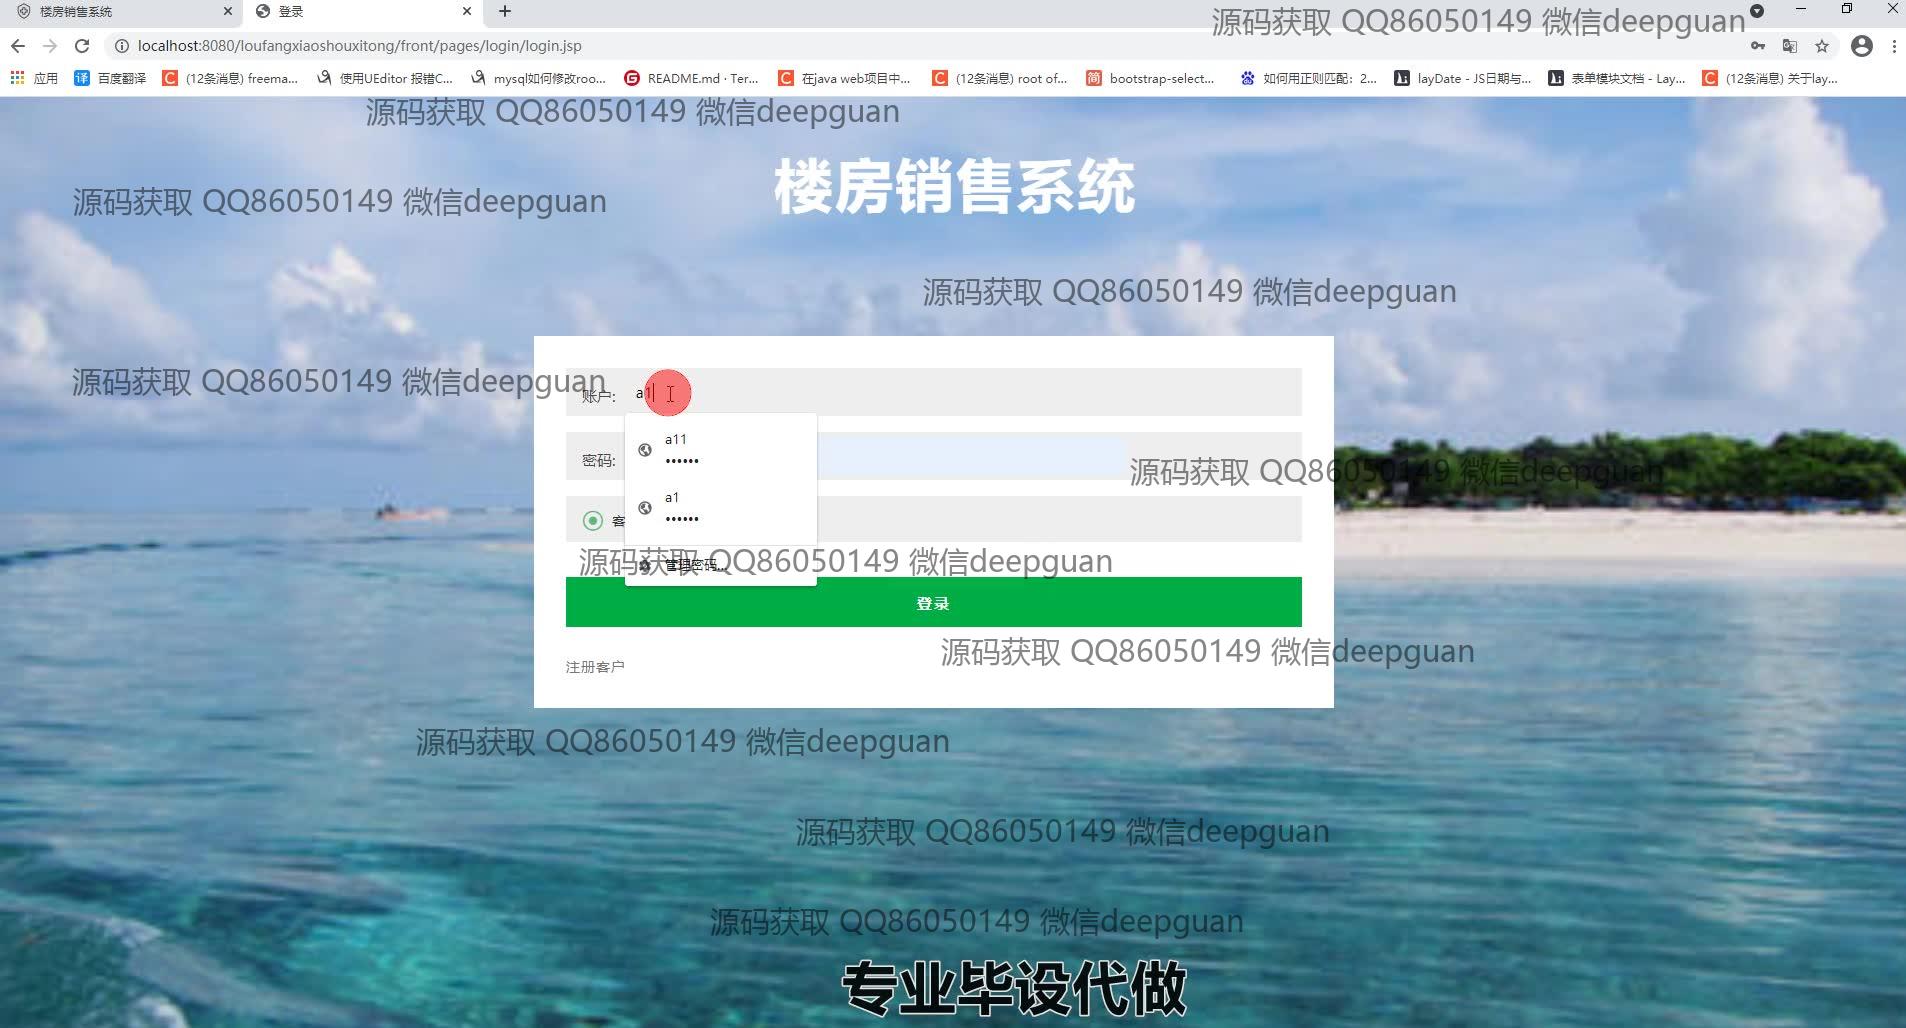 楼房销售系统
登录
源码获取 QQ86050149 微信deepguan
localhost:8080/loufangxiaoshouxitong/front/pages/login/login.jsp
应用
百度翻译
(12条消息) freema...
使用UEditor 报错C...
mysql如何修改roo...
README.md · Ter...
在java web项目中...
(12条消息) root of...
bootstrap-select...
如何用正则匹配：2...
layDate - JS日期与...
表单模块文档 - Lay...
(12条消息) 关于lay...
源码获取 QQ86050149 微信deepguan
楼房销售系统
源码获取 QQ86050149 微信deepguan
源码获取 QQ86050149 微信deepguan
源码获取 QQ86050149 微信deepguan
账户: a1
a11
••••••
密码:
源码获取 QQ86050149 微信deepguan
a1
••••••
客
源码获取 QQ86050149 微信deepguan
管理密码...
登录
源码获取 QQ86050149 微信deepguan
注册客户
源码获取 QQ86050149 微信deepguan
源码获取 QQ86050149 微信deepguan
源码获取 QQ86050149 微信deepguan
专业毕设代做